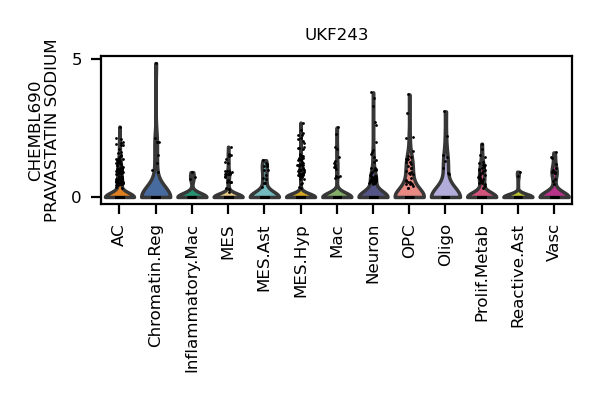 UKF243
CHEMBL690
PRAVASTATIN SODIUM
5
0
AC
Chromatin.Reg
Inflammatory.Mac
MES
MES.Ast
MES.Hyp
Mac
Neuron
OPC
Oligo
Prolif.Metab
Reactive.Ast
Vasc